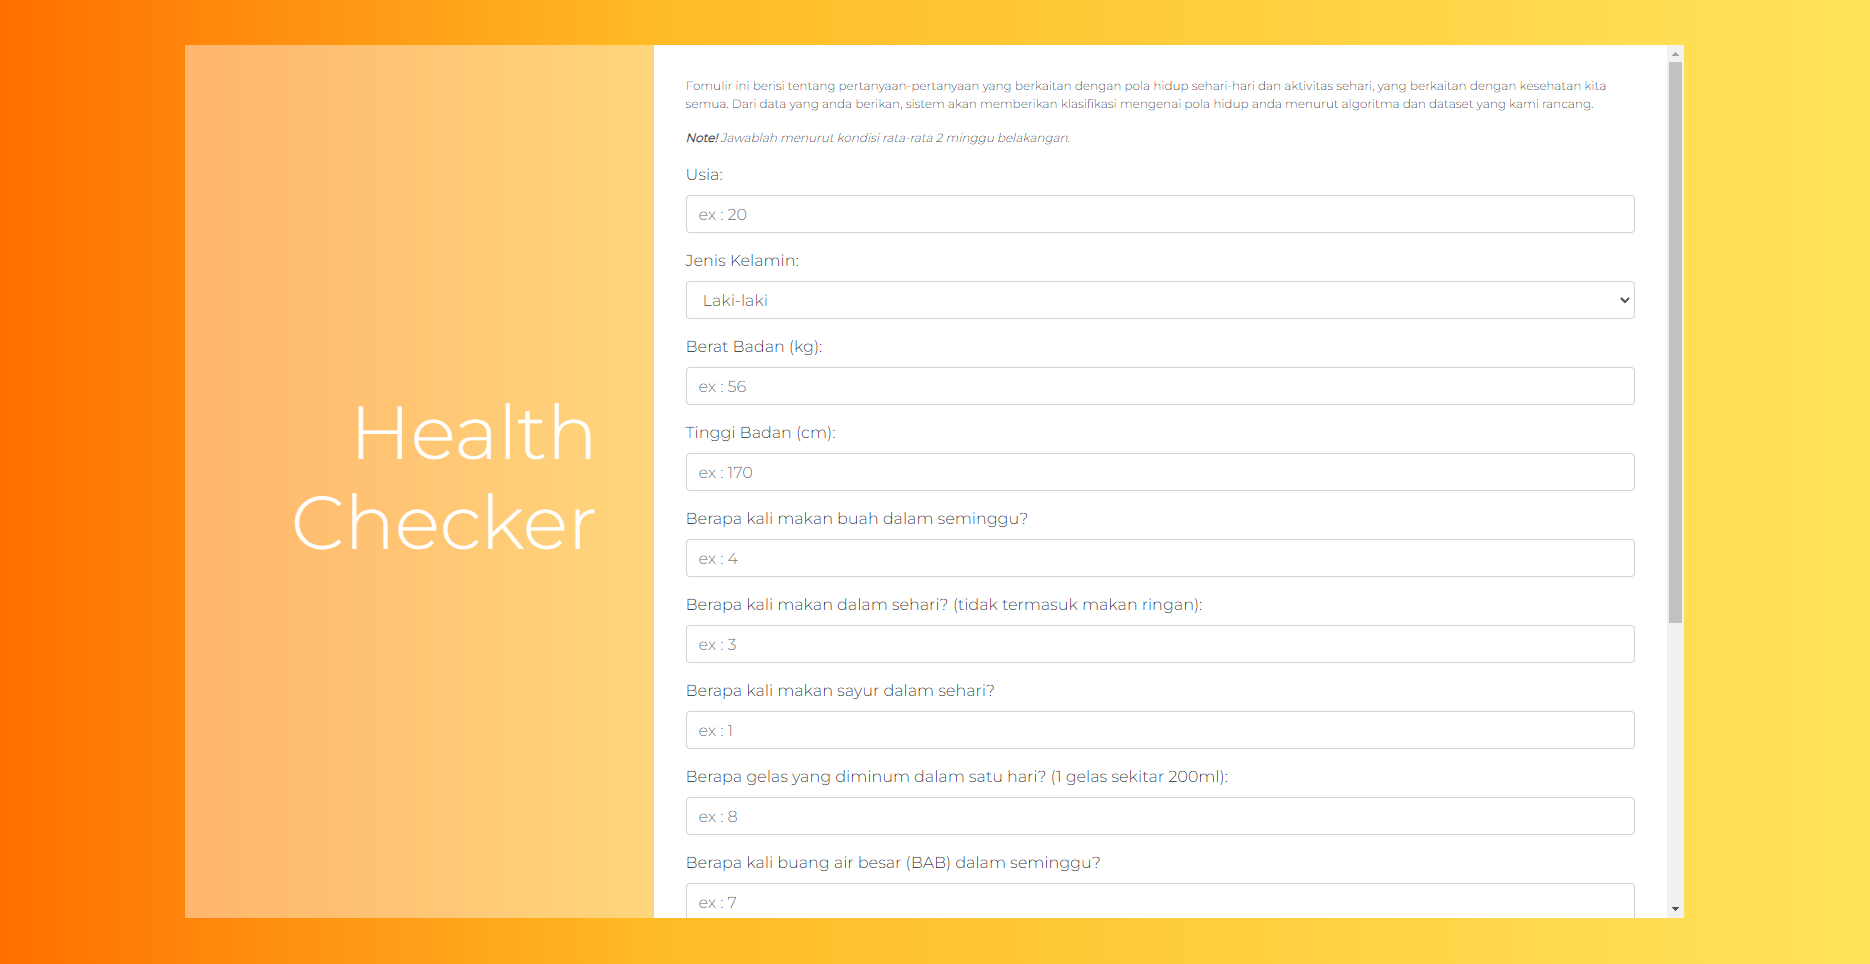 Health
Checker
Fomulir ini berisi tentang pertanyaan-pertanyaan yang berkaitan dengan pola hidup sehari-hari dan aktivitas sehari, yang berkaitan dengan kesehatan kita
semua. Dari data yang anda berikan, sistem akan memberikan klasifikasi mengenai pola hidup anda menurut algoritma dan dataset yang kami rancang.
Note! Jawablah menurut kondisi rata-rata 2 minggu belakangan.
Usia:
ex : 20
Jenis Kelamin:
Laki-laki
Berat Badan (kg):
ex : 56
Tinggi Badan (cm):
ex : 170
Berapa kali makan buah dalam seminggu?
ex : 4
Berapa kali makan dalam sehari? (tidak termasuk makan ringan):
ex : 3
Berapa kali makan sayur dalam sehari?
ex : 1
Berapa gelas yang diminum dalam satu hari? (1 gelas sekitar 200ml):
ex : 8
Berapa kali buang air besar (BAB) dalam seminggu?
ex : 7